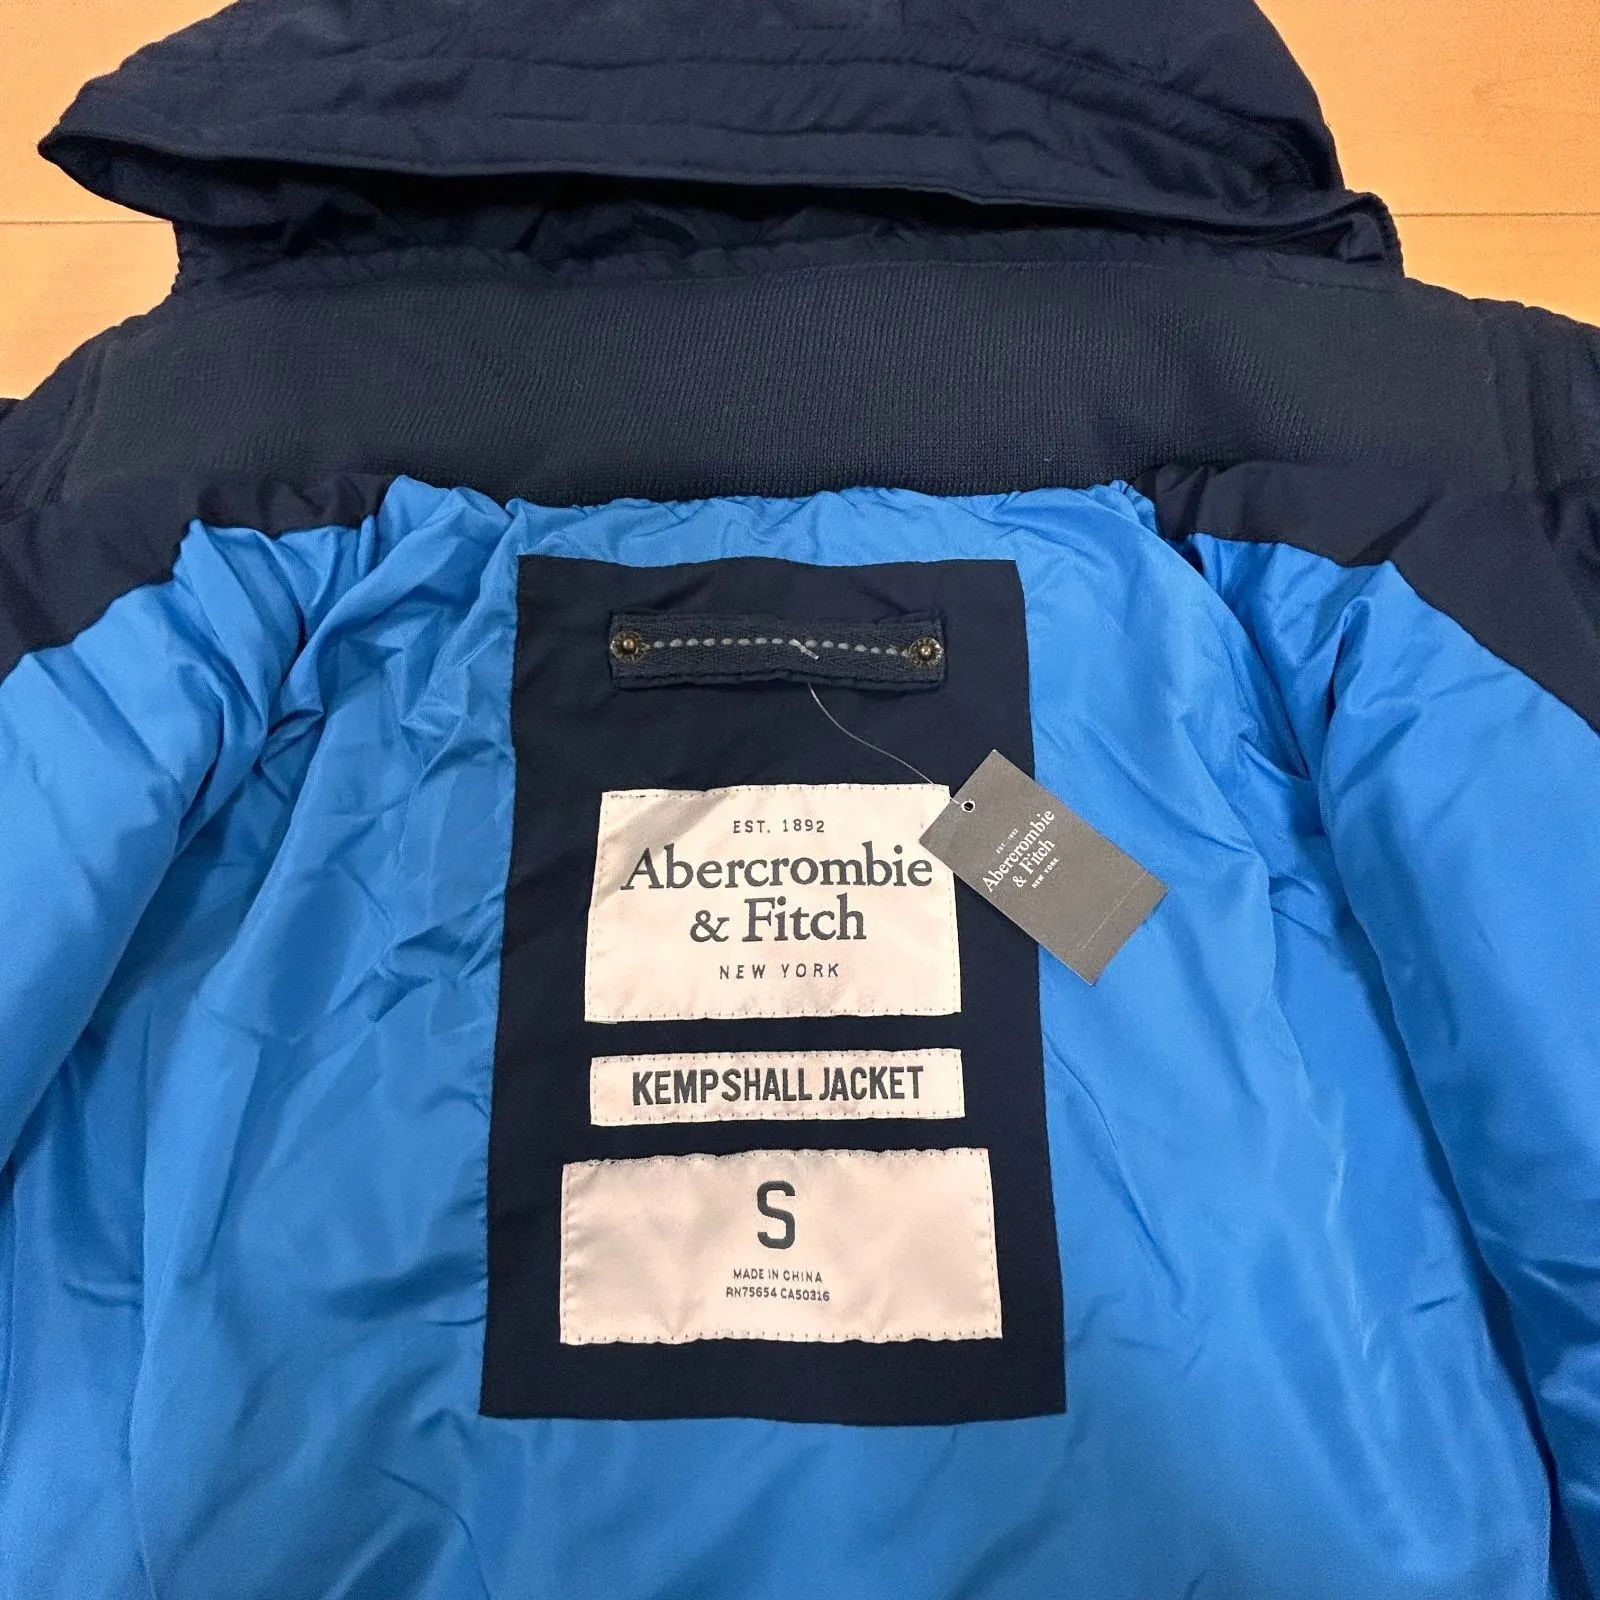 EST. 1892
Abercrombie
& Fitch
NEW YORK
EST. 1892
Abercrombie
& Fitch
NEW YORK
KEMPSHALL JACKET
S
MADE IN CHINA
RN75654 CA50316